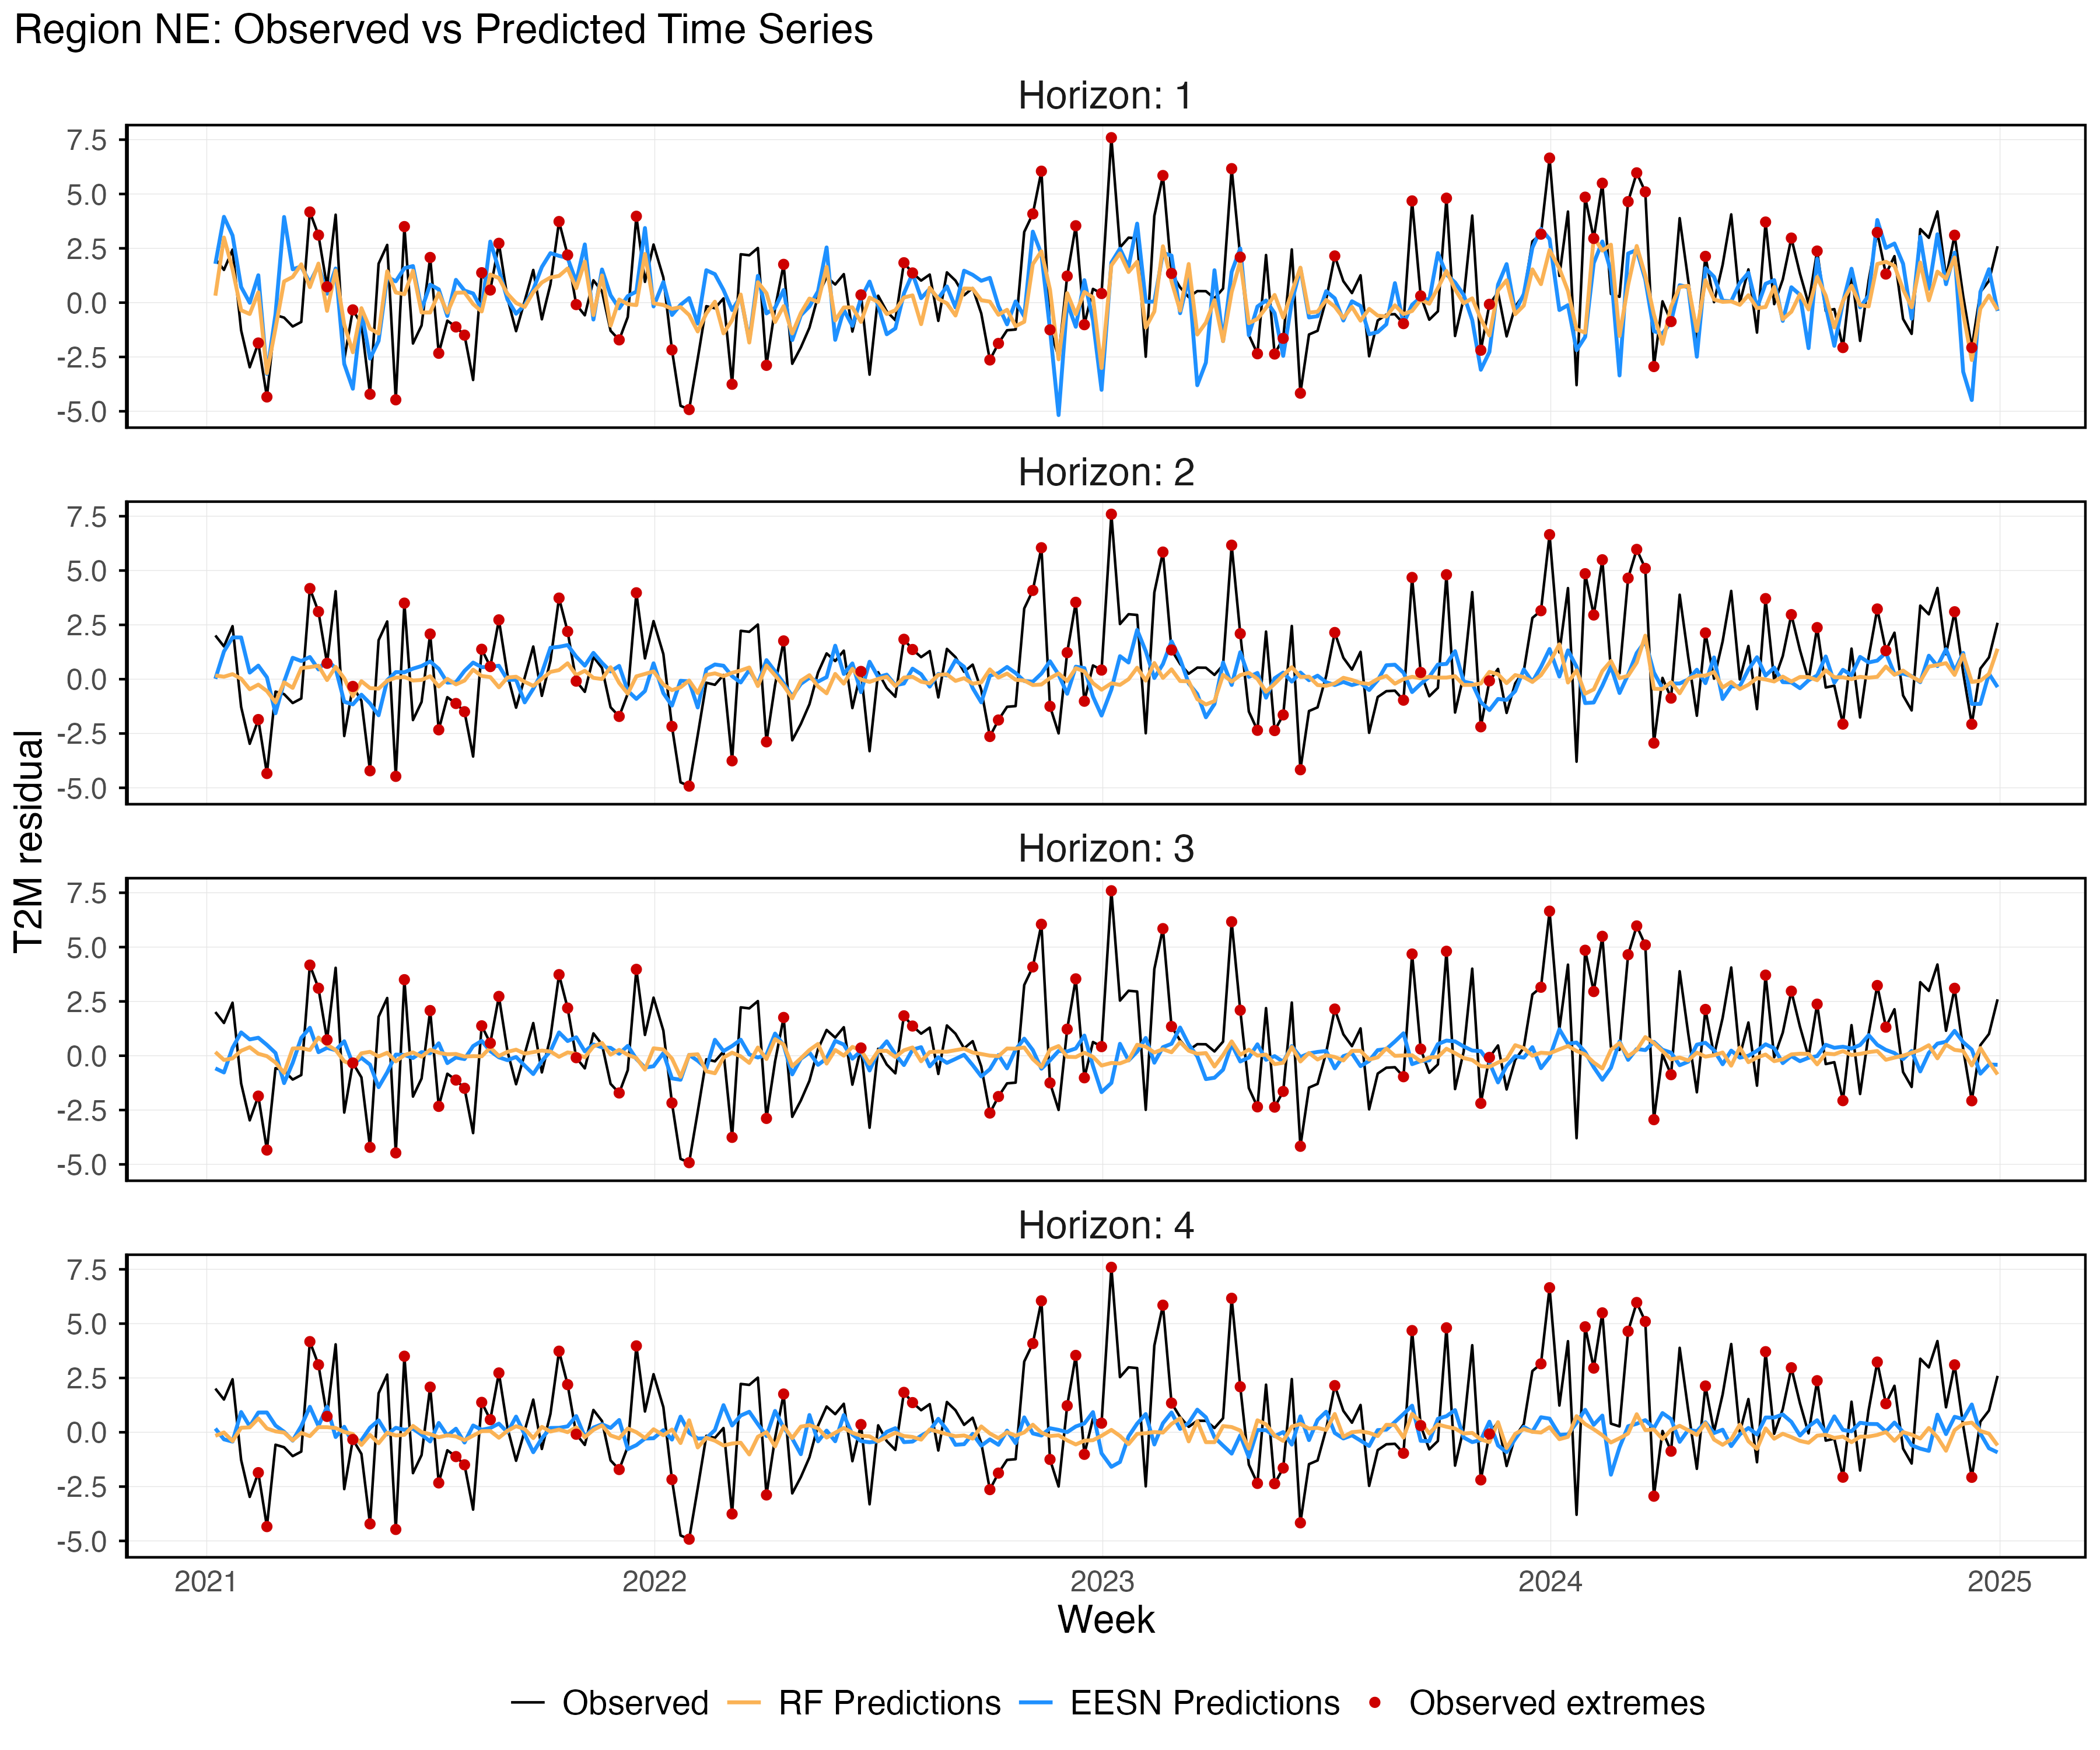 Region NE: Observed vs Predicted Time Series
T2M residual
Horizon: 1
7.5
5.0
2.5
0.0
-2.5
-5.0
Horizon: 2
7.5
5.0
2.5
0.0
-2.5
-5.0
Horizon: 3
7.5
5.0
2.5
0.0
-2.5
-5.0
Horizon: 4
7.5
5.0
2.5
0.0
-2.5
-5.0
2021 2022 2023 2024 2025
Week
Observed RF Predictions EESN Predictions Observed extremes